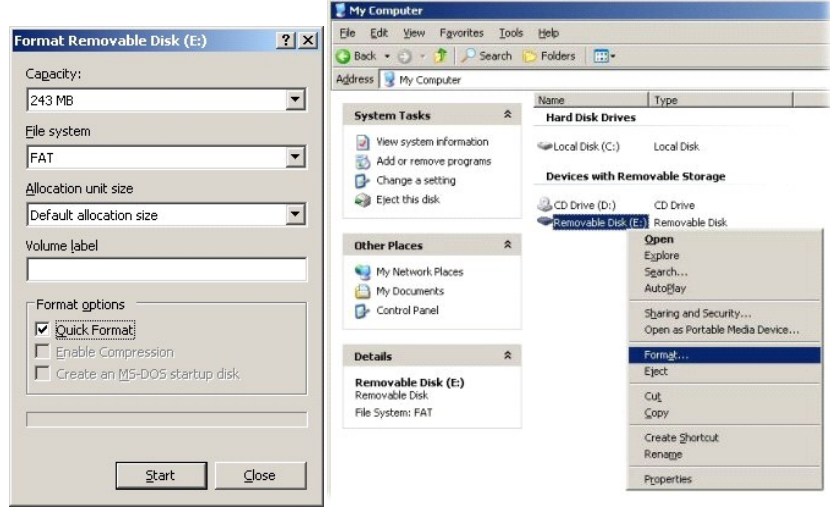 Format Removable Disk (E:)
Capacity:
243 MB
File system
FAT
Allocation unit size
Default allocation size
Volume label
Format options
Quick Format
Enable Compression
Create an MS-DOS startup disk
Start Close
My Computer
File Edit View Favorites Tools Help
Back Search Folders
Address My Computer
System Tasks
View system information
Add or remove programs
Change a setting
Eject this disk
Other Places
My Network Places
My Documents
Control Panel
Details
Removable Disk (E:)
Removable Disk
File System: FAT
Name Type
Hard Disk Drives
Local Disk (C:) Local Disk
Devices with Removable Storage
CD Drive (D:) CD Drive
Removable Disk (E:) Removable Disk
Open
Explore
Search...
AutoPlay
Sharing and Security...
Open as Portable Media Device...
Format...
Eject
Cut
Copy
Create Shortcut
Rename
Properties